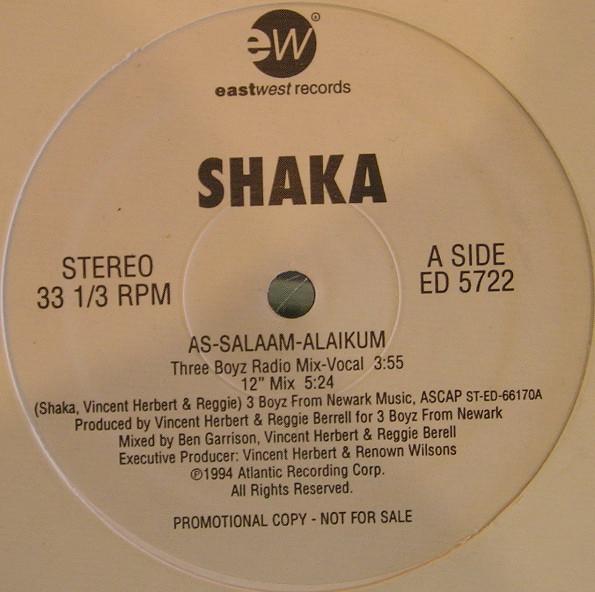 ew
eastwest records
SHAKA
STEREO
33 1/3 RPM
A SIDE
ED 5722
AS-SALAAM-ALAIKUM
Three Boyz Radio Mix-Vocal 3:55
12" Mix 5:24
(Shaka, Vincent Herbert & Reggie) 3 Boyz From Newark Music, ASCAP ST-ED-66170A
Produced by Vincent Herbert & Reggie Berrell for 3 Boyz From Newark
Mixed by Ben Garrison, Vincent Herbert & Reggie Berell
Executive Producer: Vincent Herbert & Renown Wilsons
℗1994 Atlantic Recording Corp.
All Rights Reserved.
PROMOTIONAL COPY - NOT FOR SALE